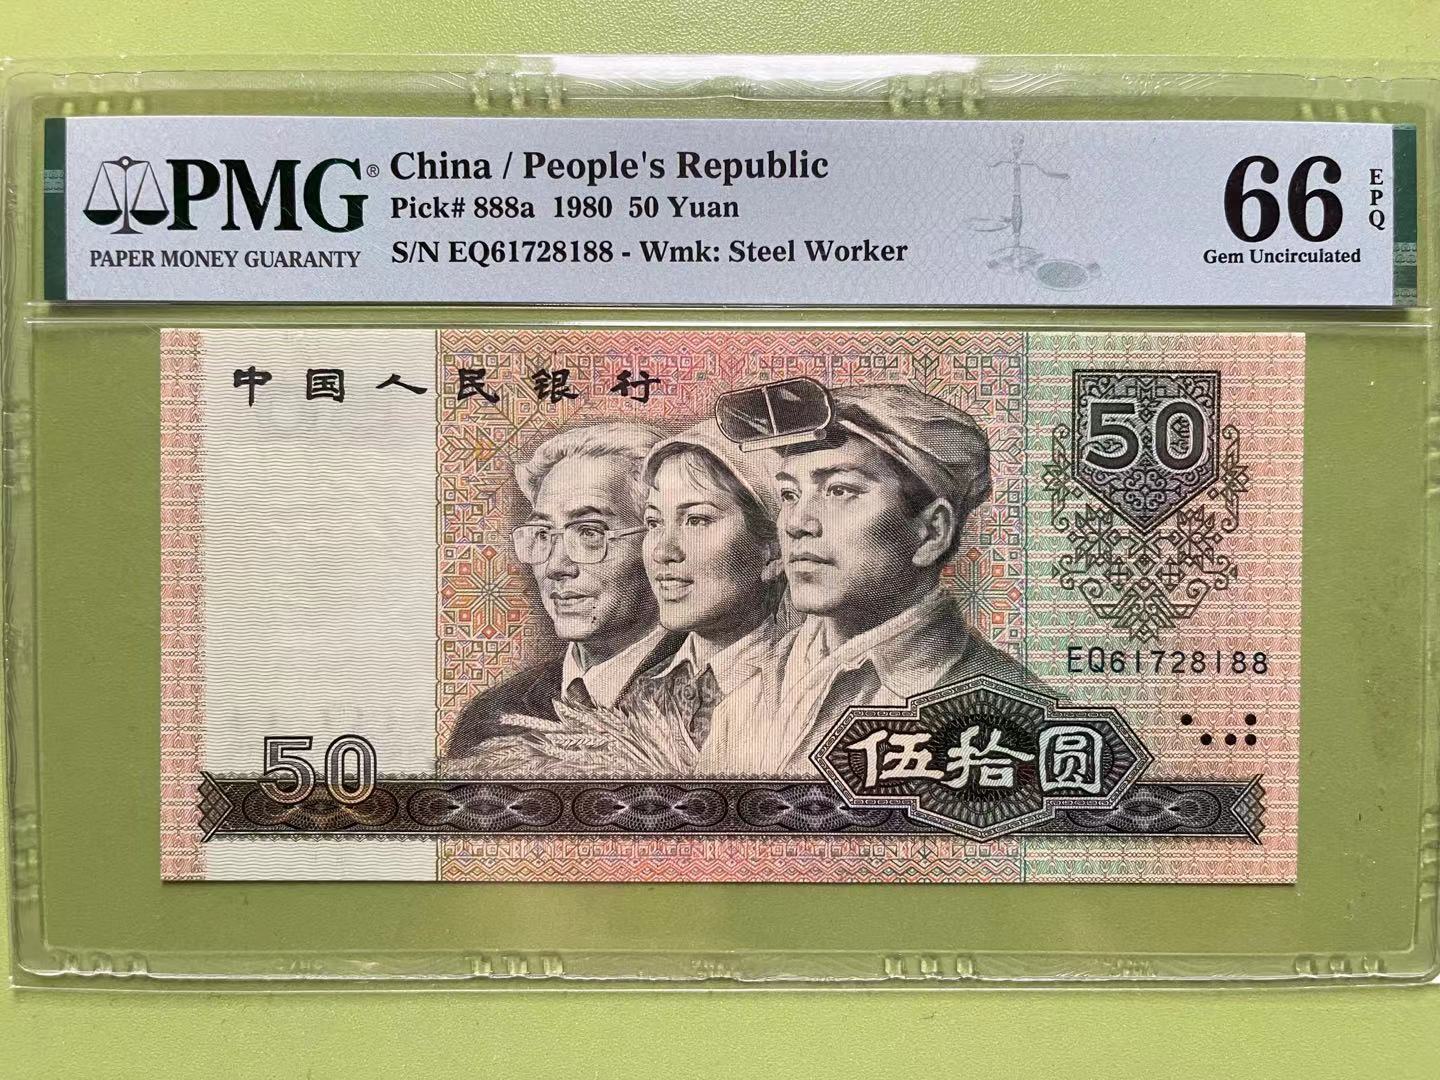 PMG®
PAPER MONEY GUARANTY
China / People's Republic
Pick# 888a 1980 50 Yuan
S/N EQ61728188 - Wmk: Steel Worker
66
EPQ
Gem Uncirculated
中国人民银行
50
EQ61728188
50
伍拾圆